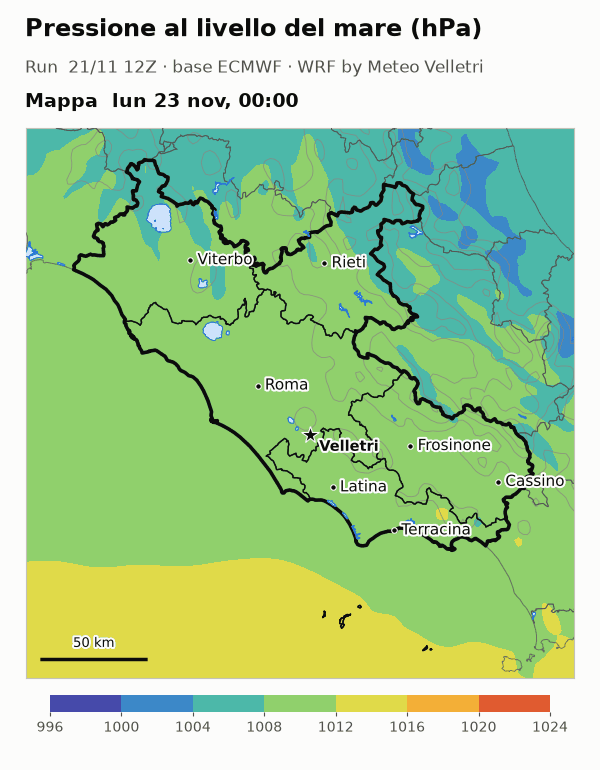 Pressione al livello del mare (hPa)
Run  21/11 12Z · base ECMWF · WRF by Meteo Velletri
Mappa  lun 23 nov, 00:00
Viterbo
Rieti
Roma
Velletri
Frosinone
Cassino
Latina
Terracina
50 km
996 1000 1004 1008 1012 1016 1020 1024